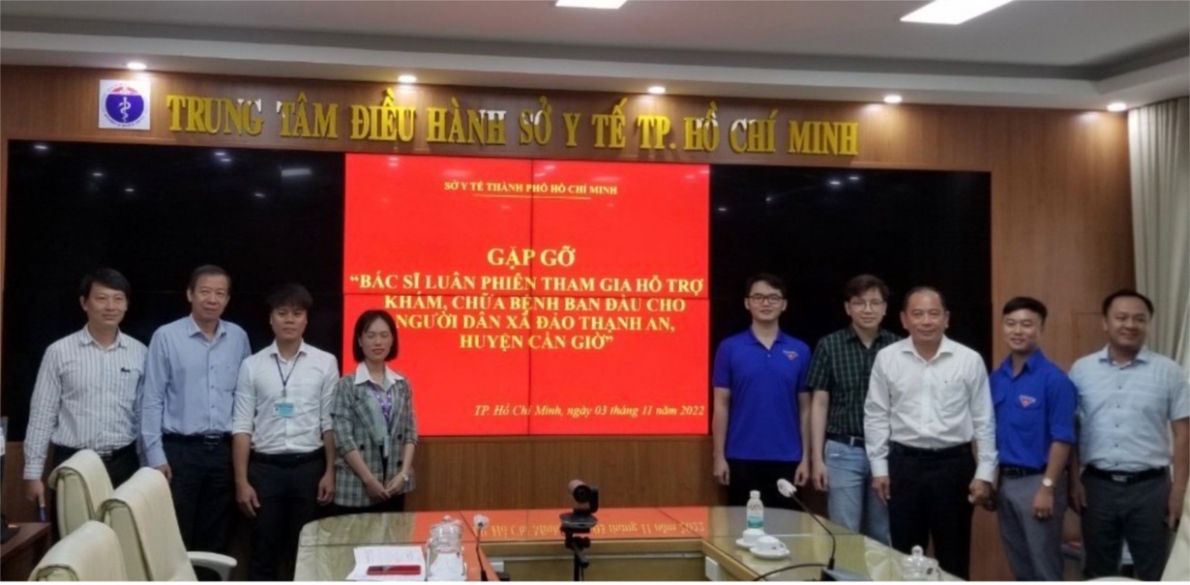 TRUNG TÂM ĐIỀU HÀNH SỞ Y TẾ TP. HỒ CHÍ MINH
SỞ Y TẾ THÀNH PHỐ HỒ CHÍ MINH
GẶP GỠ
“BÁC SĨ LUÂN PHIÊN THAM GIA HỖ TRỢ
KHÁM, CHỮA BỆNH BAN ĐẦU CHO
NGƯỜI DÂN XÃ ĐẢO THẠNH AN,
HUYỆN CẦN GIỜ”
TP. Hồ Chí Minh, ngày 03 tháng 11 năm 2022